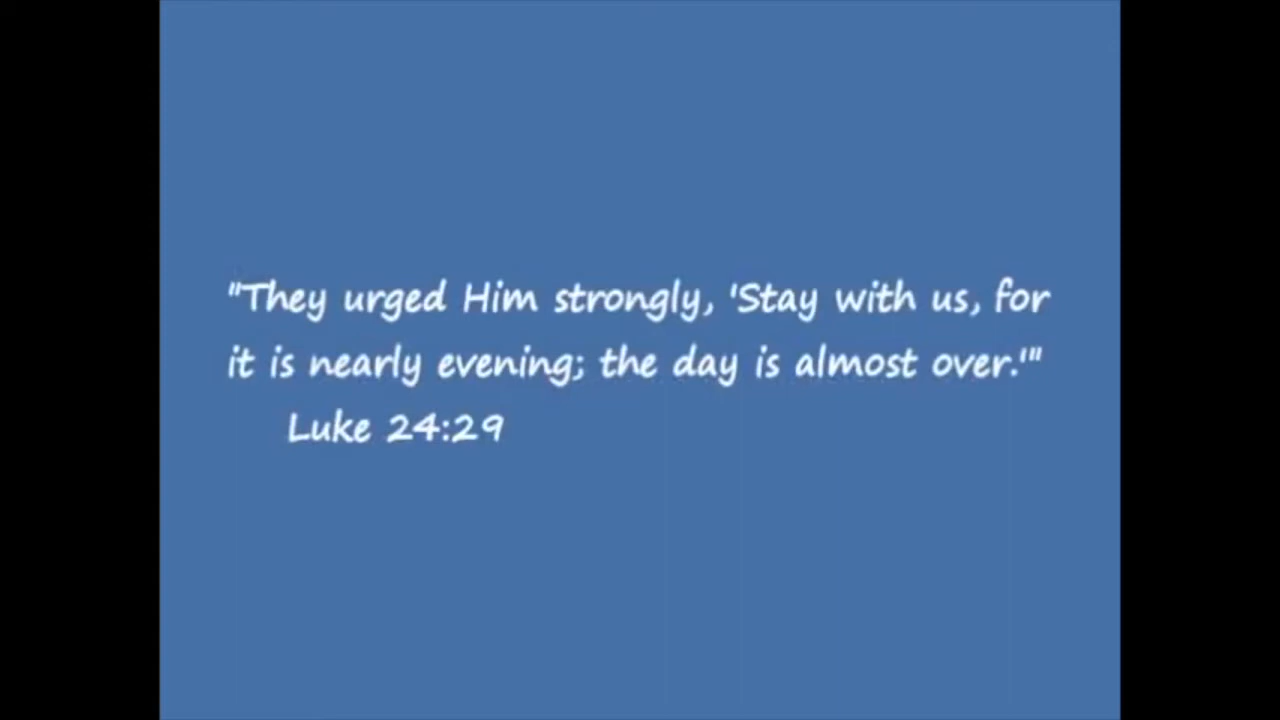 "They urged Him strongly, 'Stay with us, for
it is nearly evening; the day is almost over.'"
Luke 24:29